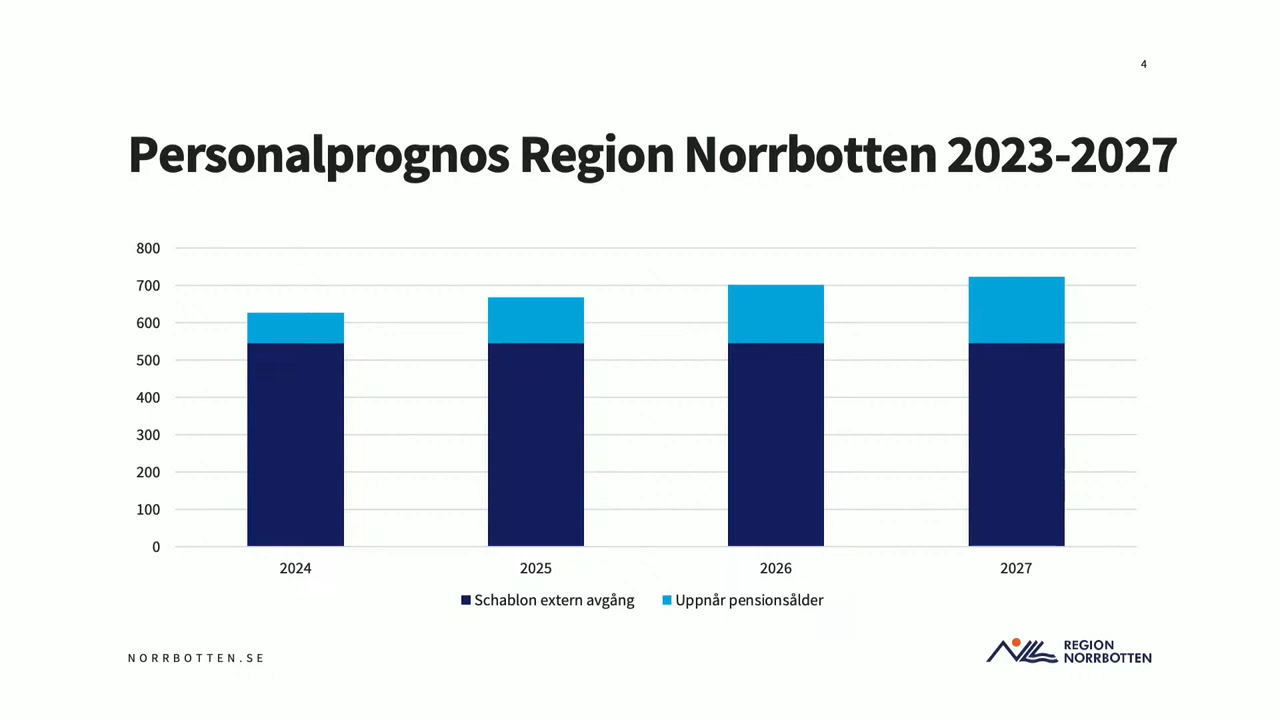 4
Personalprognos Region Norrbotten 2023-2027
800
700
600
500
400
300
200
100
0
2024 2025 2026 2027
Schablon extern avgång Uppnår pensionsålder
NORRBOTTEN.SE
REGION
NORRBOTTEN